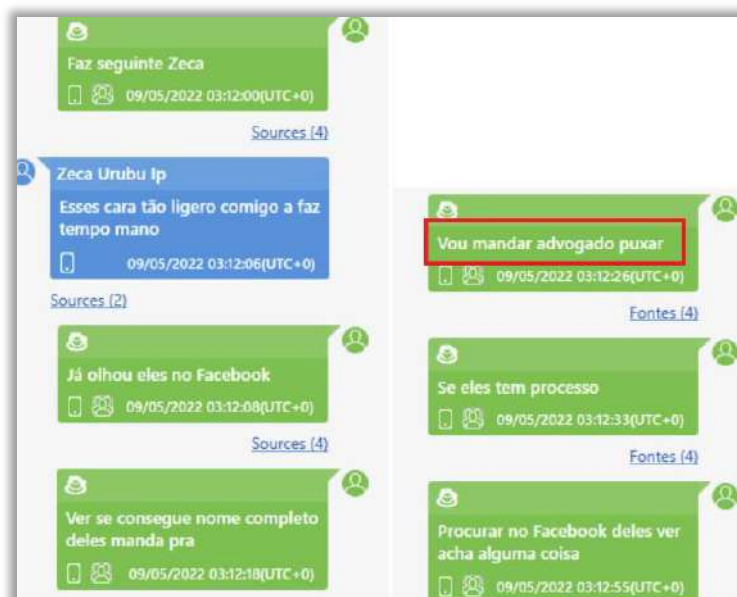 Faz seguinte Zeca
09/05/2022 03:12:00(UTC+0)
Sources (4)
Zeca Urubu Ip
Esses cara tão ligero comigo a faz
tempo mano
09/05/2022 03:12:06(UTC+0)
Sources (2)
Já olhou eles no Facebook
09/05/2022 03:12:08(UTC+0)
Sources (4)
Ver se consegue nome completo
deles manda pra
09/05/2022 03:12:18(UTC+0)
Vou mandar advogado puxar
09/05/2022 03:12:26(UTC+0)
Fontes (4)
Se eles tem processo
09/05/2022 03:12:33(UTC+0)
Fontes (4)
Procurar no Facebook deles ver
acha alguma coisa
09/05/2022 03:12:55(UTC+0)